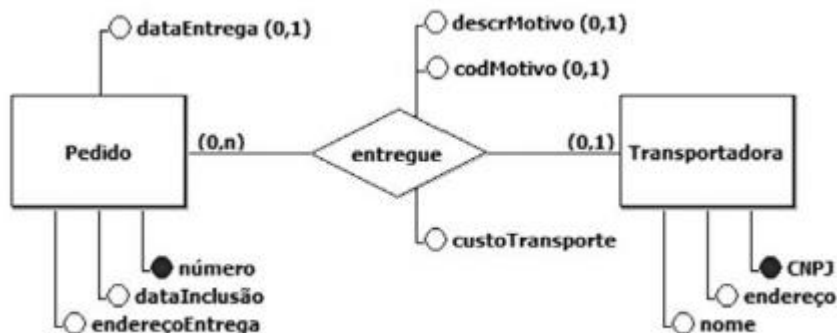 dataEntrega (0,1)
descrMotivo (0,1)
codMotivo (0,1)
Pedido
(0,n)
entregue
(0,1)
Transportadora
custoTransporte
número
dataInclusão
endereçoEntrega
CNPJ
endereço
nome